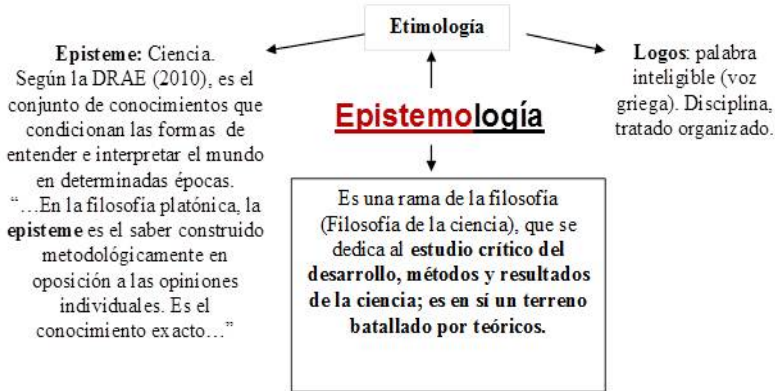 Etimología
Episteme: Ciencia.
Según la DRAE (2010), es el
conjunto de conocimientos que
condicionan las formas de
entender e interpretar el mundo
en determinadas épocas.
“…En la filosofía platónica, la
episteme es el saber construido
metodológicamente en
oposición a las opiniones
individuales. Es el
conocimiento exacto…”
Logos: palabra
inteligible (voz
griega). Disciplina,
tratado organizado.
Epistemología
Es una rama de la filosofía
(Filosofía de la ciencia), que se
dedica al estudio crítico del
desarrollo, métodos y resultados
de la ciencia; es en sí un terreno
batallado por teóricos.